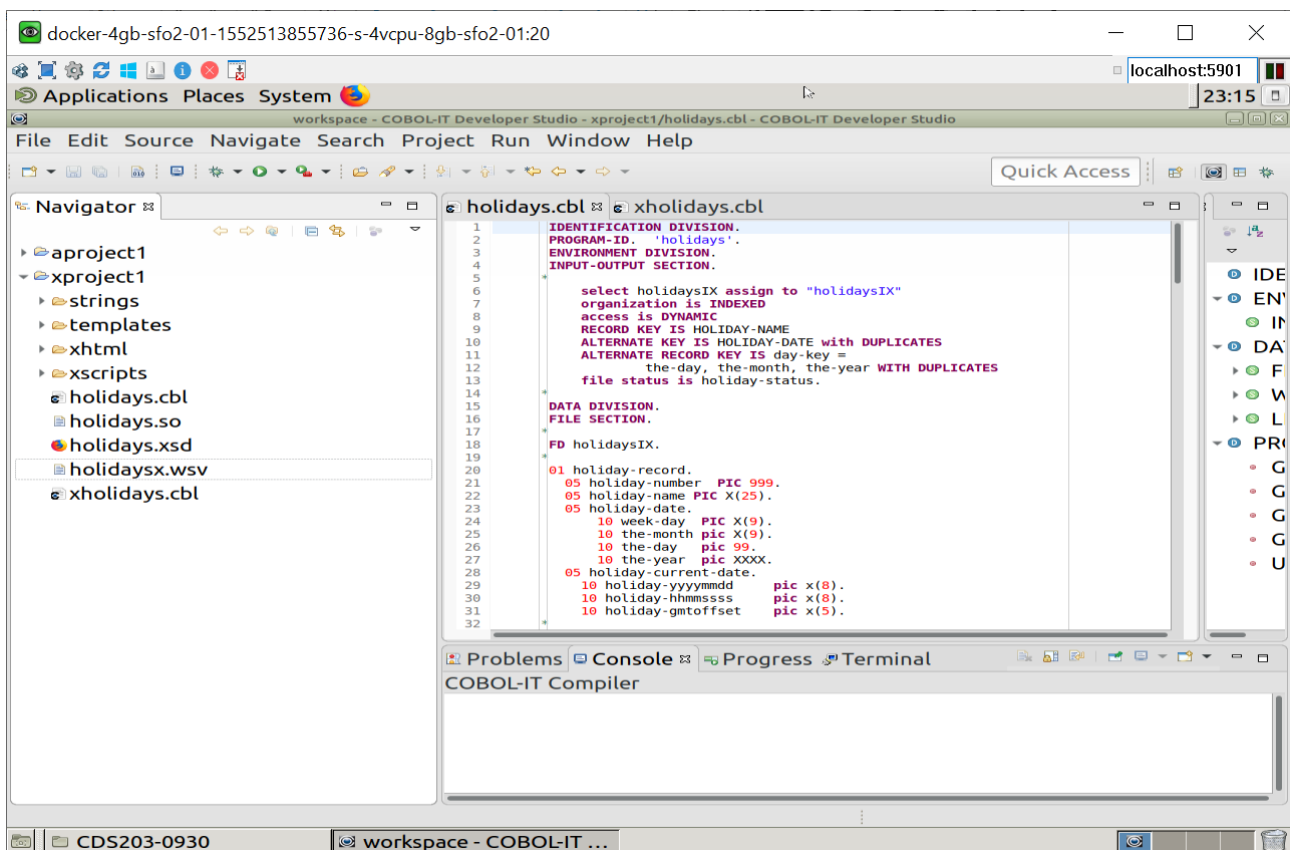 docker-4gb-sfo2-01-1552513855736-s-4vcpu-8gb-sfo2-01:20
localhost:5901
Applications Places System
23:15
workspace - COBOL-IT Developer Studio - xproject1/holidays.cbl - COBOL-IT Developer Studio
File Edit Source Navigate Search Project Run Window Help
Quick Access
Navigator
aproject1
xproject1
strings
templates
xhtml
xscripts
holidays.cbl
holidays.so
holidays.xsd
holidaysx.wsv
xholidays.cbl
holidays.cbl xholidays.cbl
1 IDENTIFICATION DIVISION.
2 PROGRAM-ID. 'holidays'.
3 ENVIRONMENT DIVISION.
4 INPUT-OUTPUT SECTION.
5 *
6 select holidaysIX assign to "holidaysIX"
7 organization is INDEXED
8 access is DYNAMIC
9 RECORD KEY IS HOLIDAY-NAME
10 ALTERNATE KEY IS HOLIDAY-DATE with DUPLICATES
11 ALTERNATE RECORD KEY IS day-key =
12 the-day, the-month, the-year WITH DUPLICATES
13 file status is holiday-status.
14 *
15 DATA DIVISION.
16 FILE SECTION.
17 *
18 FD holidaysIX.
19 *
20 01 holiday-record.
21 05 holiday-number PIC 999.
22 05 holiday-name PIC X(25).
23 05 holiday-date.
24 10 week-day PIC X(9).
25 10 the-month pic X(9).
26 10 the-day pic 99.
27 10 the-year pic XXXX.
28 05 holiday-current-date.
29 10 holiday-yyyymmdd pic x(8).
30 10 holiday-hhmmssss pic x(8).
31 10 holiday-gmtoffset pic x(5).
32 *
IDE
EN
IN
DA
F
W
L
PR
G
G
G
G
U
Problems Console Progress Terminal
COBOL-IT Compiler
CDS203-0930
workspace - COBOL-IT ...